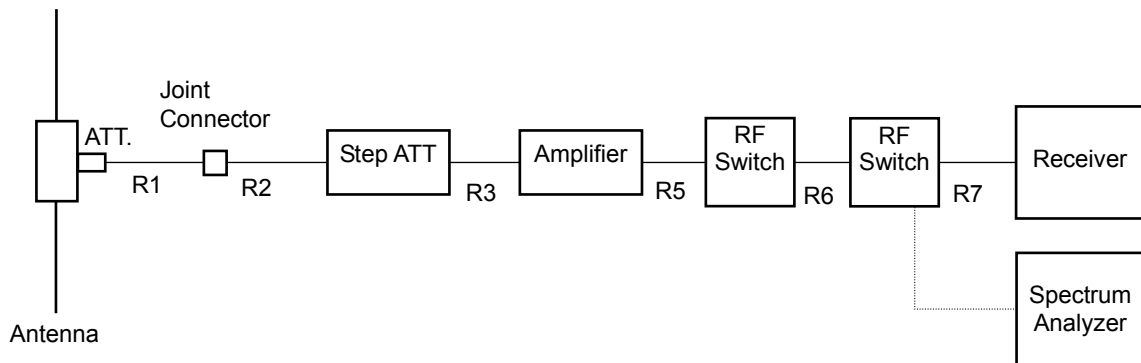 Joint
Connector
ATT.
R1
R2
Step ATT
R3
Amplifier
R5
RF
Switch
R6
RF
Switch
R7
Receiver
Spectrum
Analyzer
Antenna